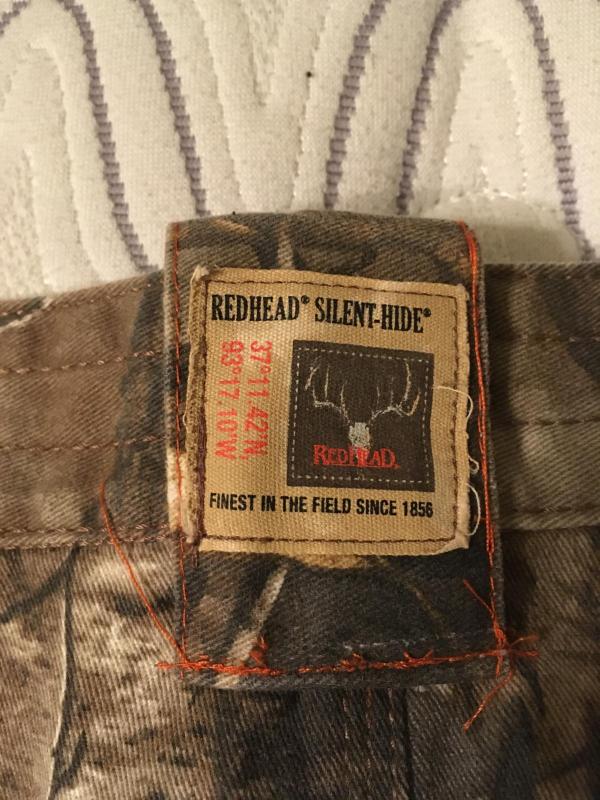 REDHEAD® SILENT-HIDE®
37°11 42"N,
93°17 10"W
REDHEAD.
FINEST IN THE FIELD SINCE 1856